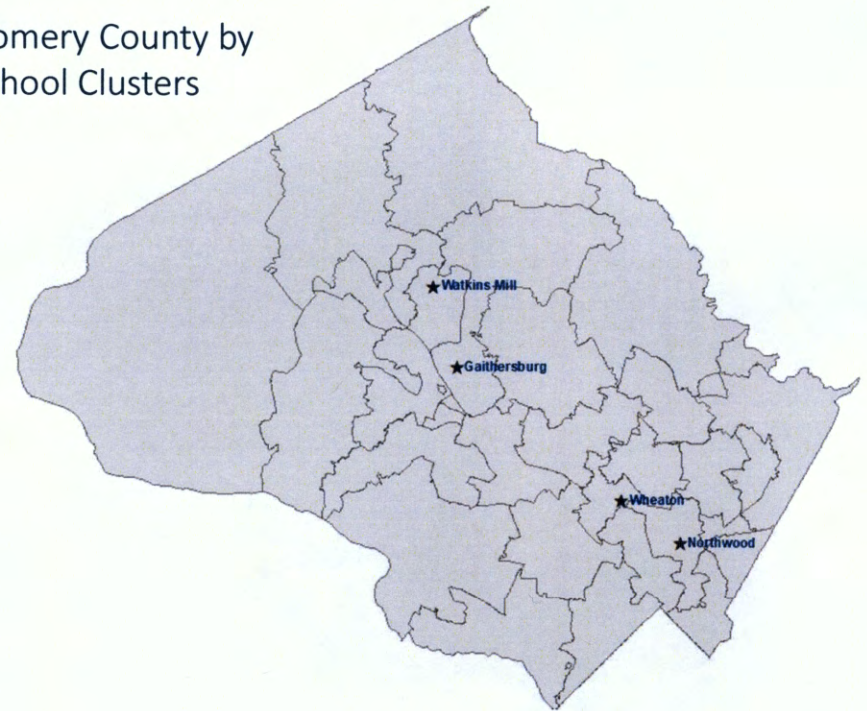 omery County by
hool Clusters
Watkins Mill
Gaithersburg
Wheaton
Northwood